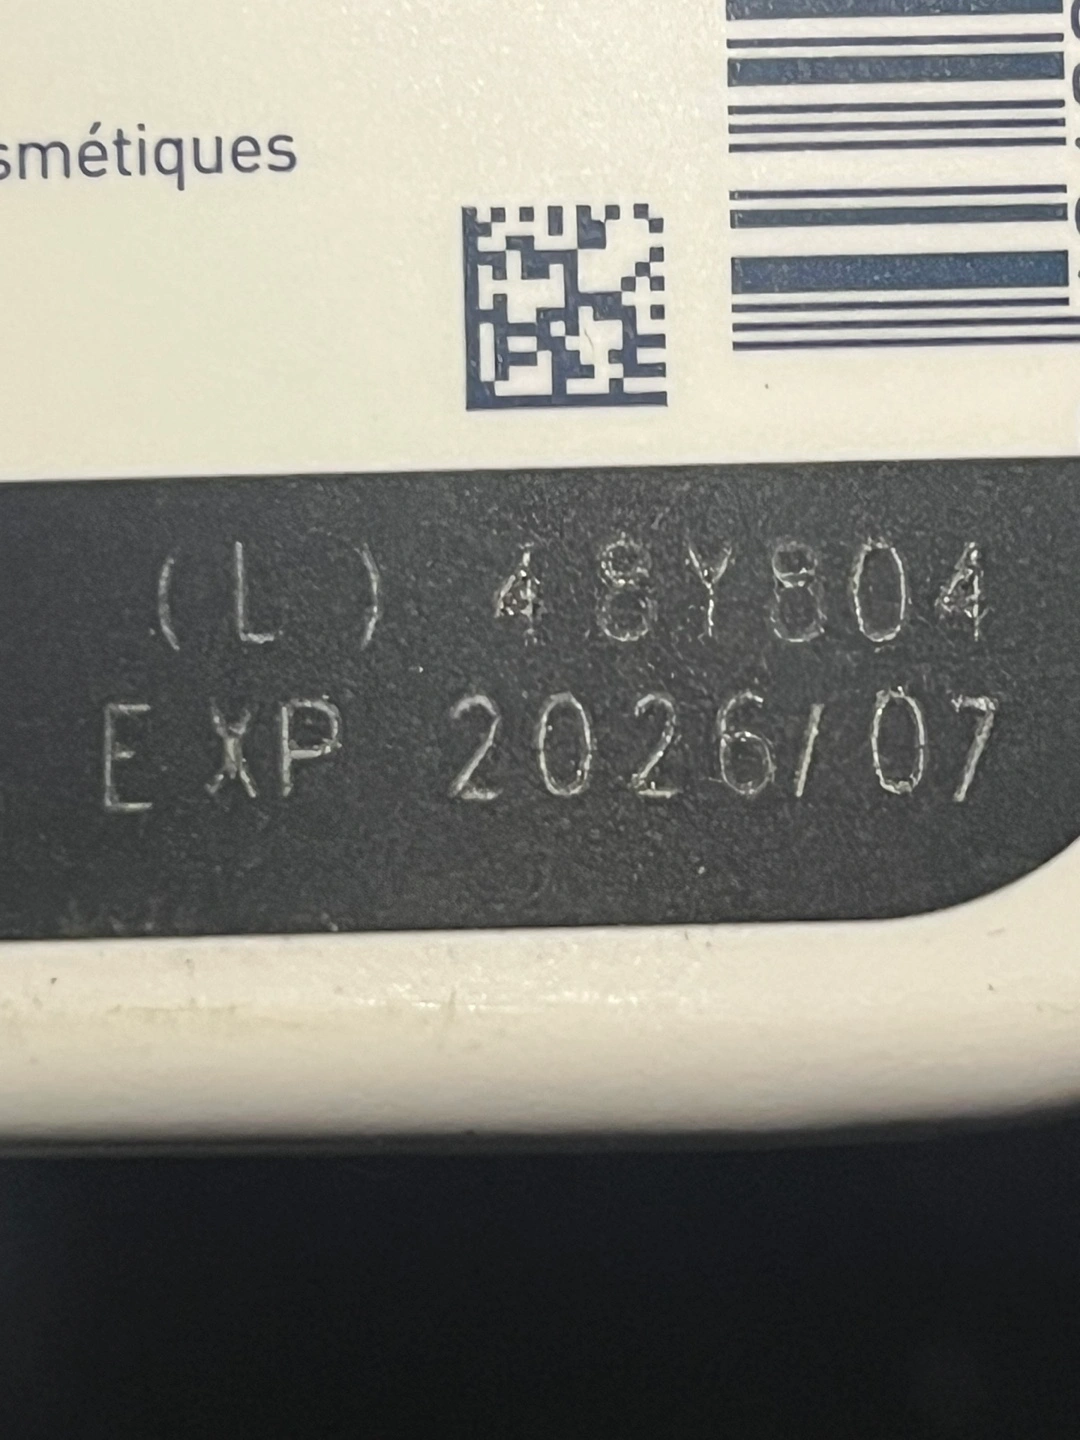 smétiques
(L) 48Y804
EXP 2026/07